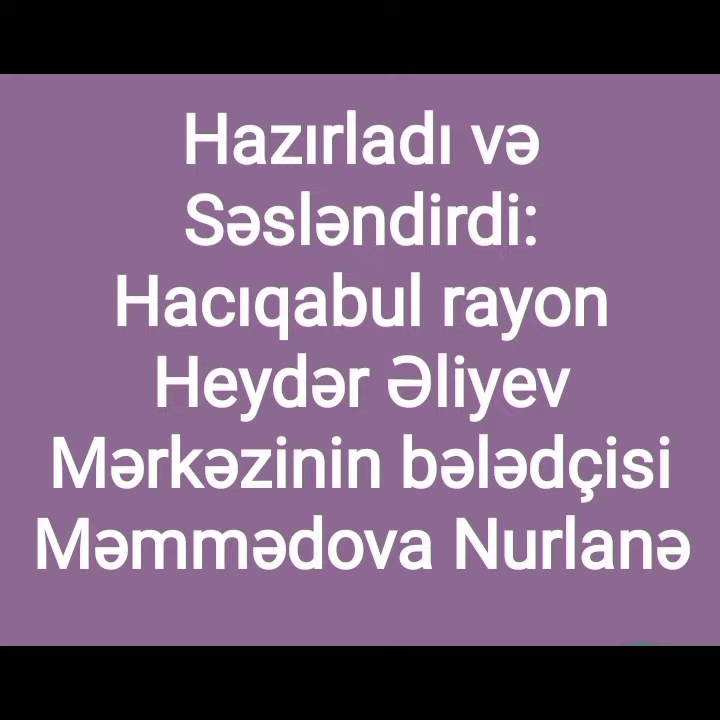 Hazırladı və
Səsləndirdi:
Hacıqabul rayon
Heydər Əliyev
Mərkəzinin bələdçisi
Məmmədova Nurlanə